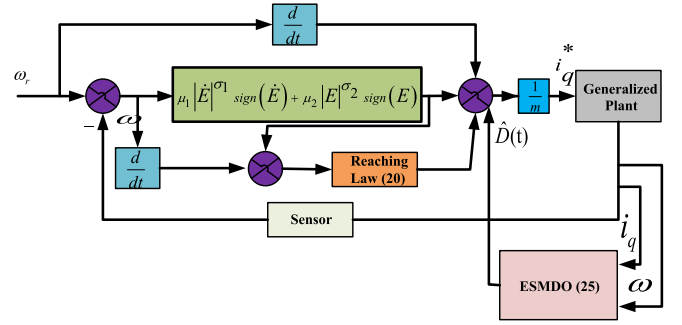 d/dt
ω_r
μ₁|Ė|^σ1 sign(Ė) + μ₂|E|^σ2 sign(E)
1/m
i_q^*
Generalized
Plant
−
ω
D̂(t)
d/dt
Reaching
Law (20)
Sensor
i_q
ESMDO (25)
ω